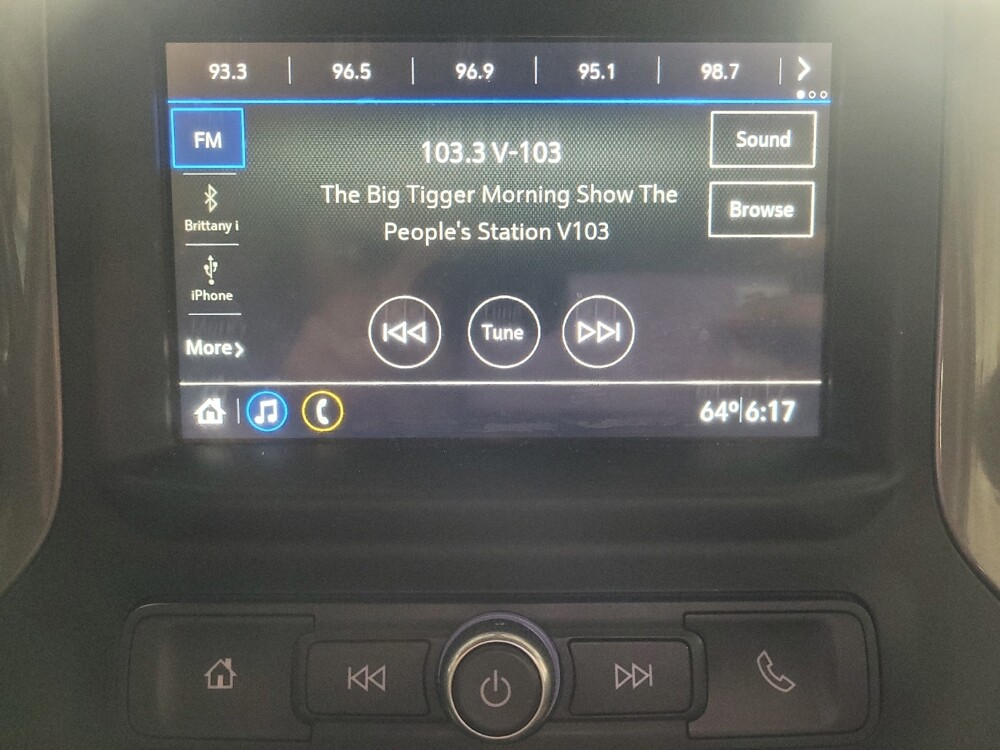 93.3 96.5 96.9 95.1 98.7
FM
103.3 V-103
Sound
The Big Tigger Morning Show The
People's Station V103
Browse
Brittany i
iPhone
More
Tune
64° 6:17